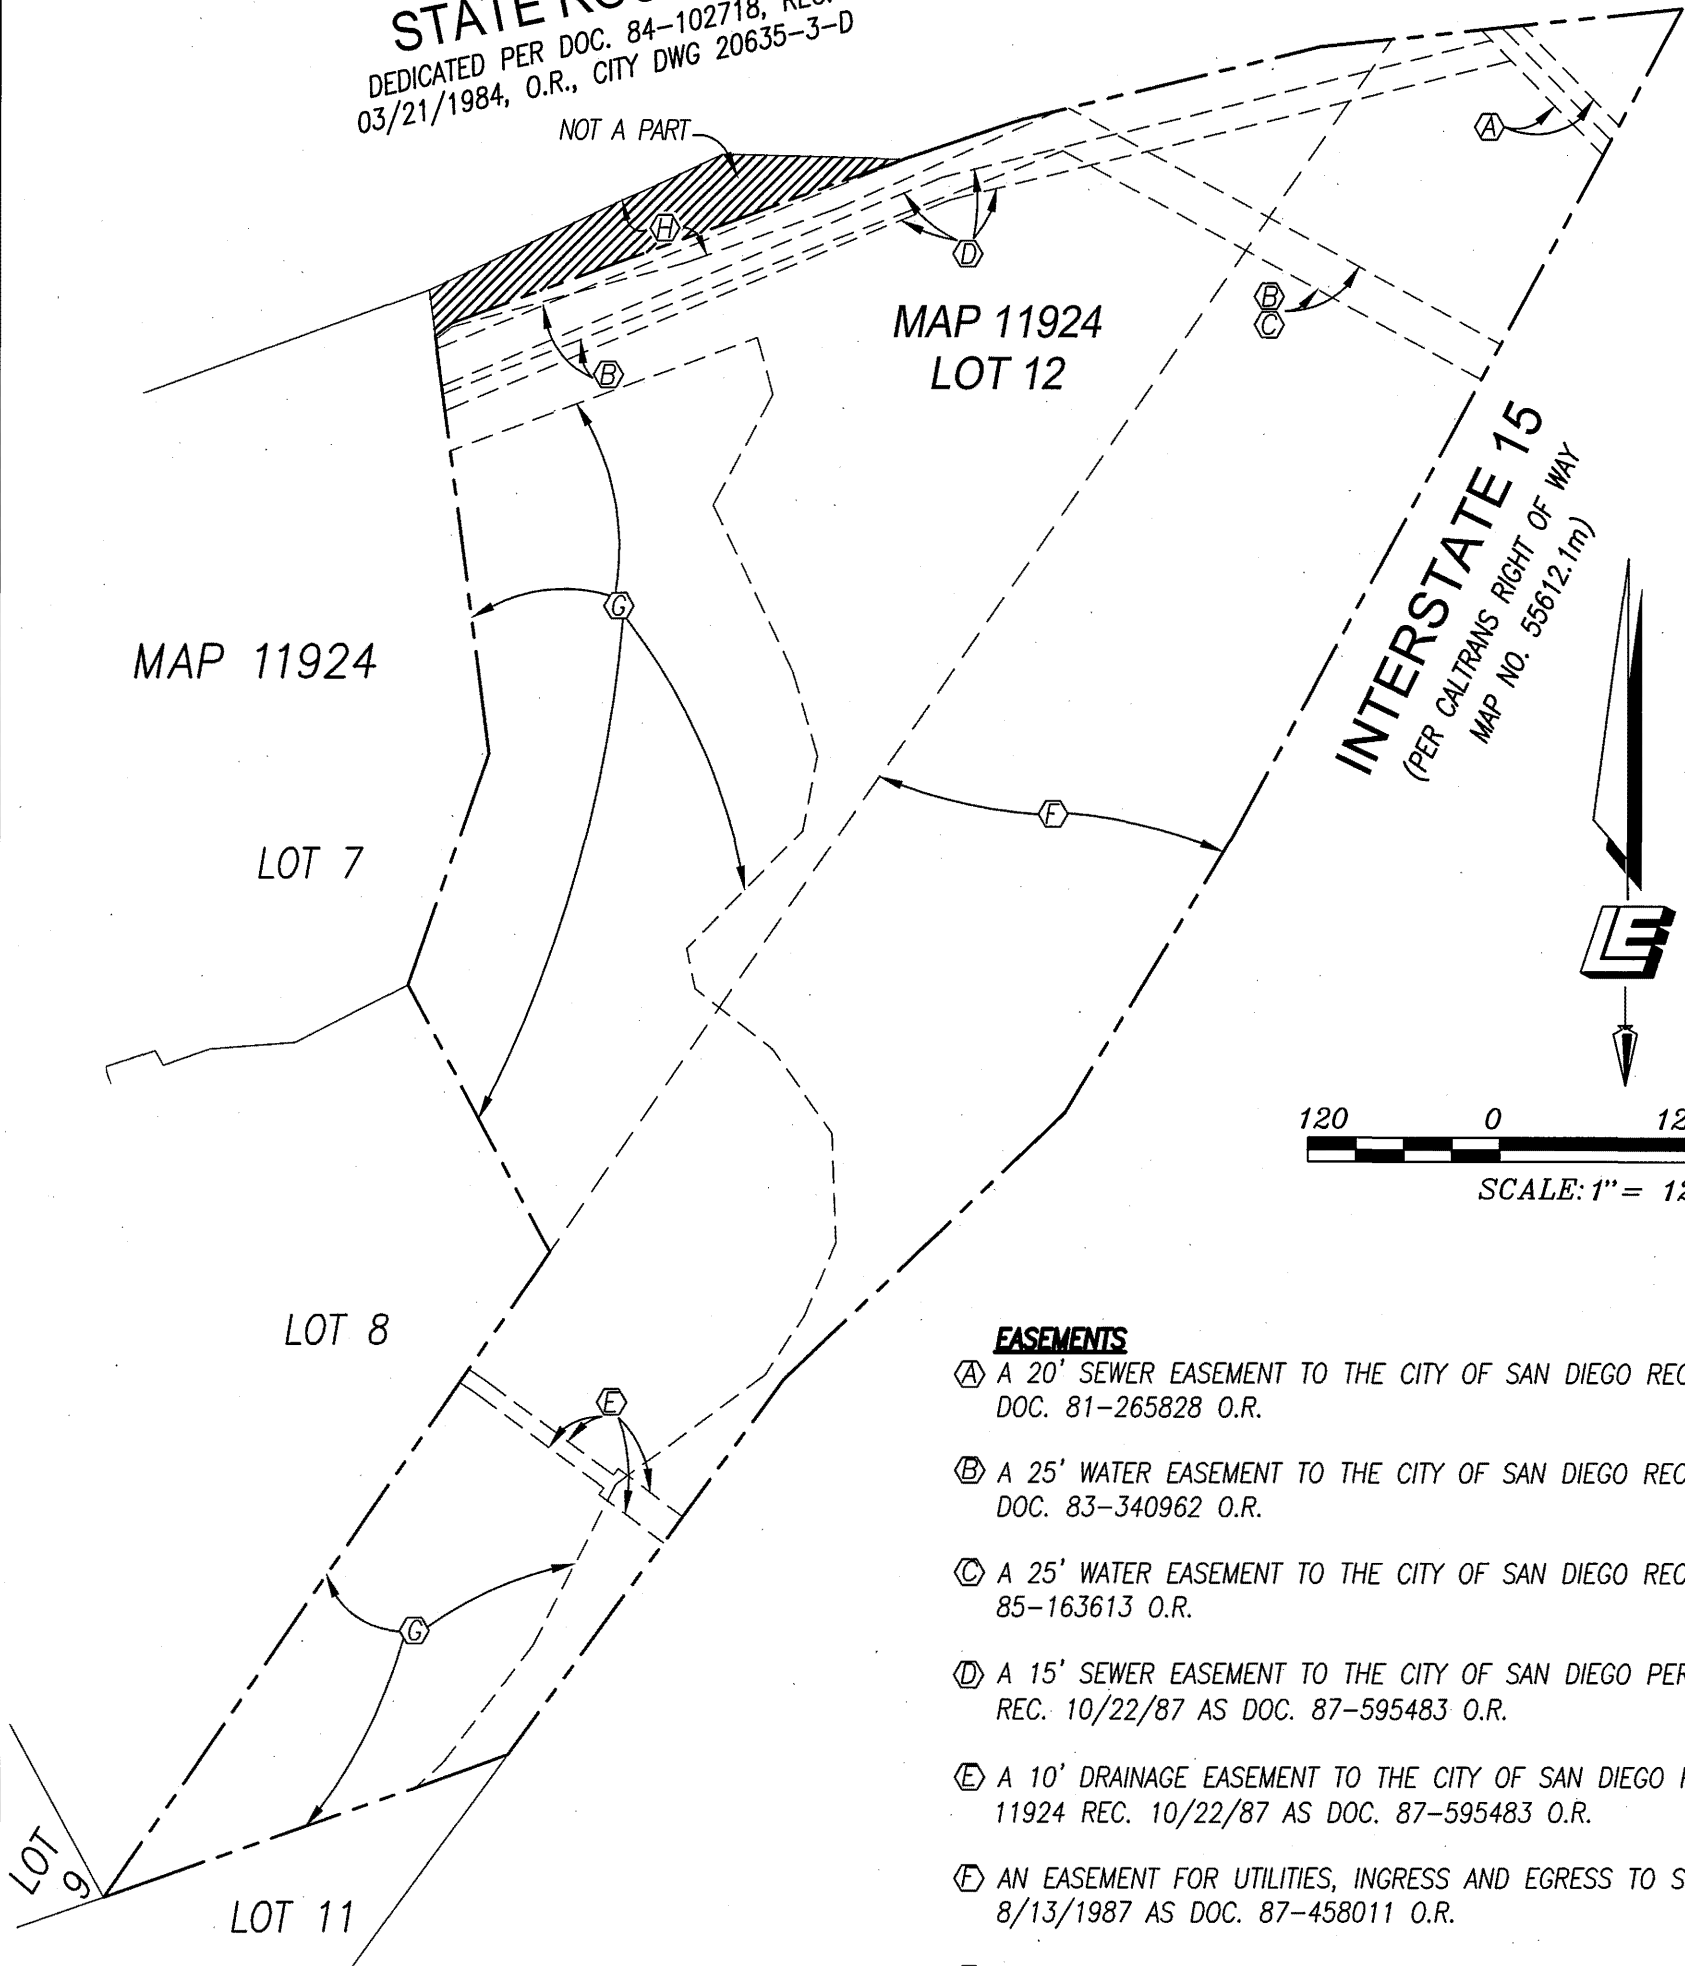 STATE
DEDICATED PER DOC. 84-102718,
03/21/1984, O.R., CITY DWG 20635-3-D
NOT A PART
A
H
D
B
C
MAP 11924
LOT 12
B
INTERSTATE 15
(PER CALTRANS RIGHT OF WAY
MAP NO. 55612.1m)
G
MAP 11924
F
LOT 7
LE
120 0 12
SCALE: 1"= 12
LOT 8
E
G
LOT
9
LOT 11
EASEMENTS
A A 20' SEWER EASEMENT TO THE CITY OF SAN DIEGO REC
DOC. 81-265828 O.R.
B A 25' WATER EASEMENT TO THE CITY OF SAN DIEGO REC
DOC. 83-340962 O.R.
C A 25' WATER EASEMENT TO THE CITY OF SAN DIEGO REC
85-163613 O.R.
D A 15' SEWER EASEMENT TO THE CITY OF SAN DIEGO PER
REC. 10/22/87 AS DOC. 87-595483 O.R.
E A 10' DRAINAGE EASEMENT TO THE CITY OF SAN DIEGO
11924 REC. 10/22/87 AS DOC. 87-595483 O.R.
F AN EASEMENT FOR UTILITIES, INGRESS AND EGRESS TO S
8/13/1987 AS DOC. 87-458011 O.R.